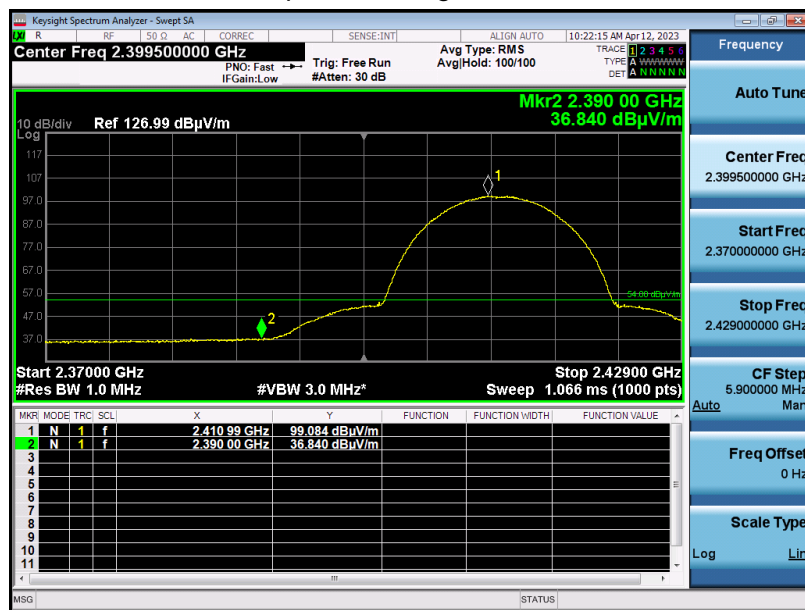 Keysight Spectrum Analyzer - Swept SA
LXI R RF 50 Ω AC CORREC SENSE:INT ALIGN AUTO 10:22:15 AM Apr 12, 2023
Center Freq 2.399500000 GHz
PNO: Fast
IFGain:Low
Trig: Free Run
#Atten: 30 dB
Avg Type: RMS
Avg|Hold: 100/100
TRACE 1 2 3 4 5 6
TYPE A WWWWW
DET A N N N N N
Mkr2 2.390 00 GHz
36.840 dBµV/m
10 dB/div Ref 126.99 dBµV/m
Log
117
107
97.0
87.0
77.0
67.0
57.0
47.0
37.0
1
2
54.00 dBµV/m
Start 2.37000 GHz Stop 2.42900 GHz
#Res BW 1.0 MHz #VBW 3.0 MHz* Sweep 1.066 ms (1000 pts)
MKR MODE TRC SCL X Y FUNCTION FUNCTION WIDTH FUNCTION VALUE
1 N 1 f 2.410 99 GHz 99.084 dBµV/m
2 N 1 f 2.390 00 GHz 36.840 dBµV/m
3
4
5
6
7
8
9
10
11
MSG STATUS
Frequency
Auto Tune
Center Freq
2.399500000 GHz
Start Freq
2.370000000 GHz
Stop Freq
2.429000000 GHz
CF Step
5.900000 MHz
Auto Man
Freq Offset
0 Hz
Scale Type
Log Lin